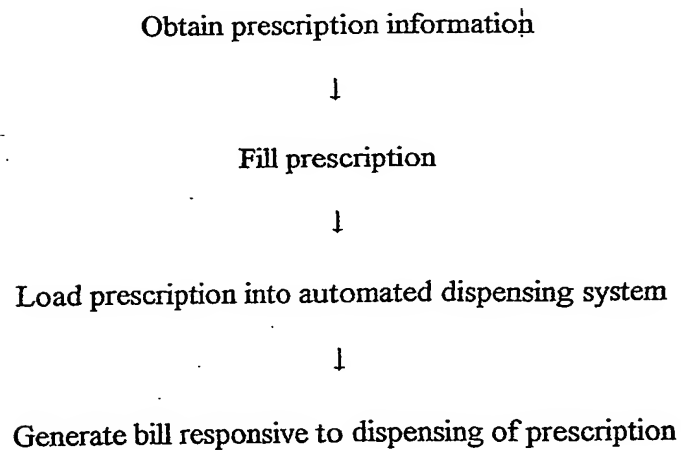 Obtain prescription information
↓
Fill prescription
↓
Load prescription into automated dispensing system
↓
Generate bill responsive to dispensing of prescription